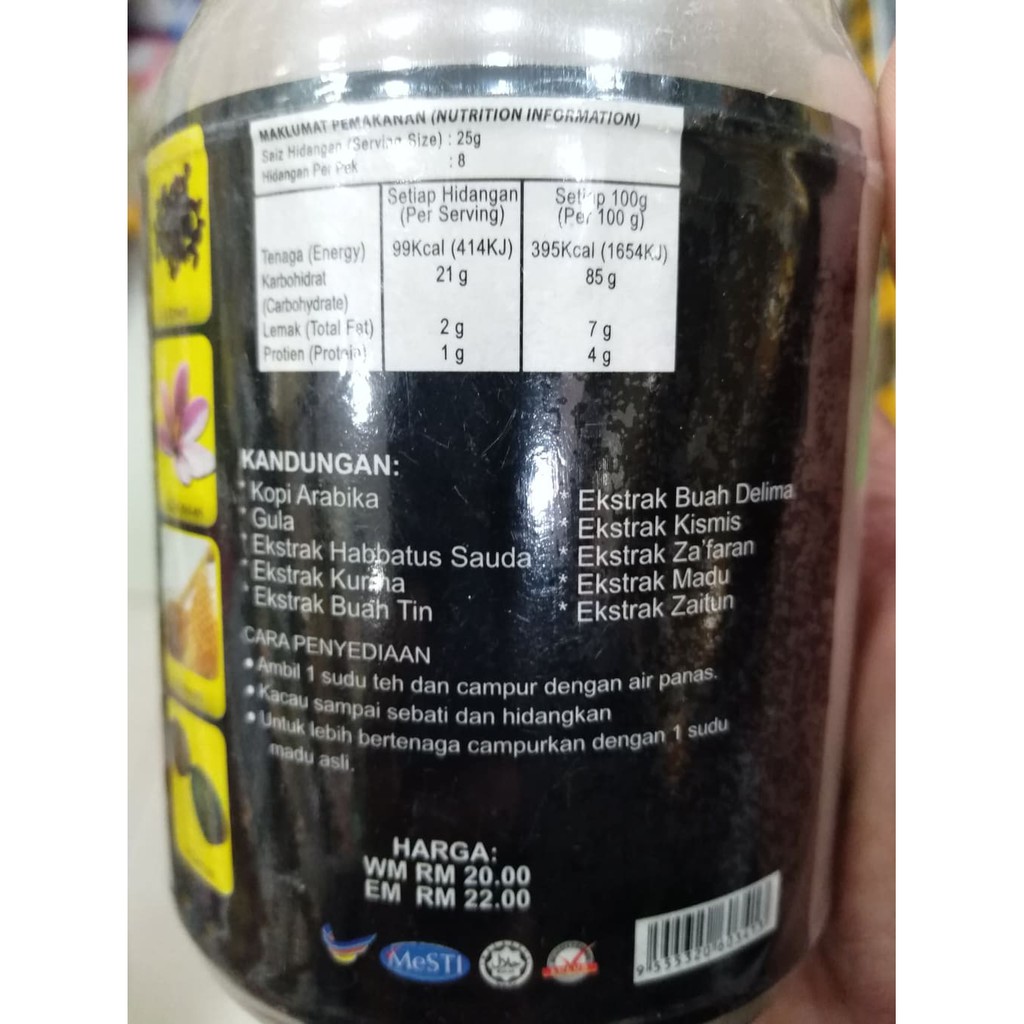 MAKLUMAT PEMAKANAN (NUTRITION INFORMATION)
Saiz Hidangan (Serving Size) : 25g
Hidangan Per Pek : 8
Setiap Hidangan (Per Serving) Setiap 100g (Per 100 g)
Tenaga (Energy) 99Kcal (414KJ) 395Kcal (1654KJ)
Karbohidrat (Carbohydrate) 21 g 85 g
Lemak (Total Fat) 2 g 7 g
Protien (Protein) 1 g 4 g
KANDUNGAN:
* Kopi Arabika
* Gula
* Ekstrak Habbatus Sauda
* Ekstrak Kurma
* Ekstrak Buah Tin
* Ekstrak Buah Delima
* Ekstrak Kismis
* Ekstrak Za'faran
* Ekstrak Madu
* Ekstrak Zaitun
CARA PENYEDIAAN
• Ambil 1 sudu teh dan campur dengan air panas.
• Kacau sampai sebati dan hidangkan
• Untuk lebih bertenaga campurkan dengan 1 sudu
madu asli.
HARGA:
WM RM 20.00
EM RM 22.00
MeSTI